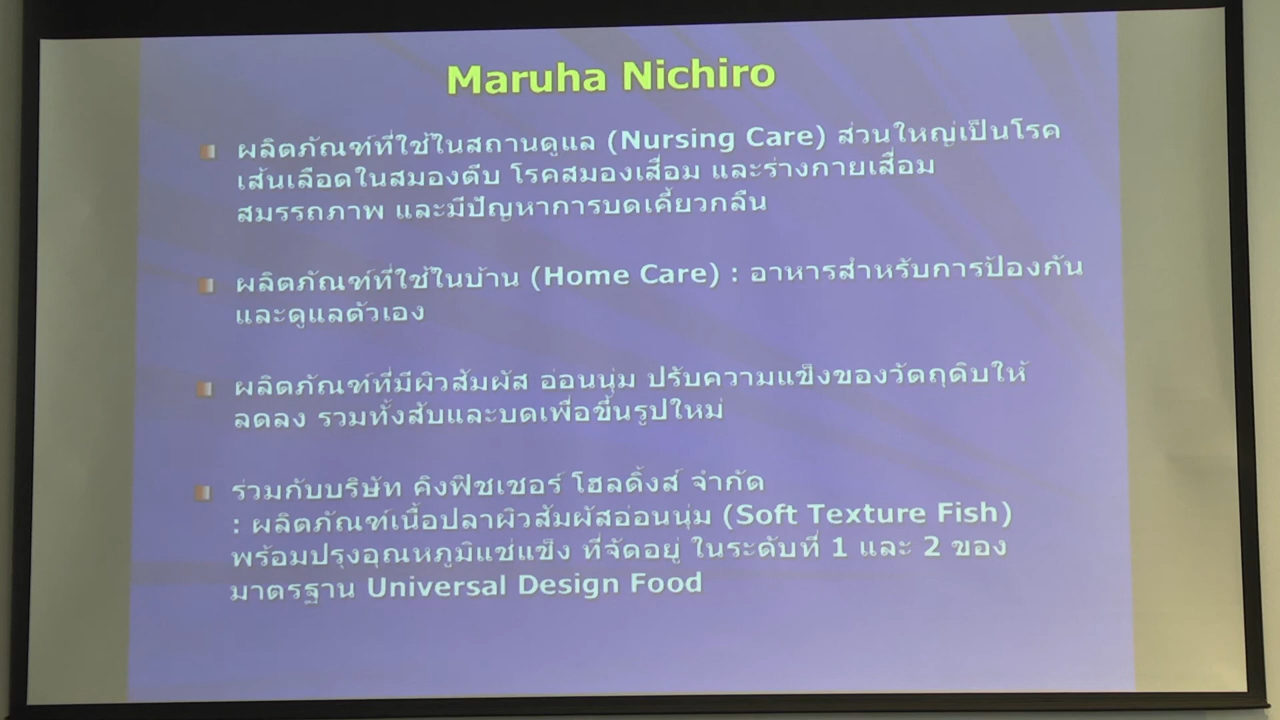 Maruha Nichiro
ผลิตภัณฑ์ที่ใช้ในสถานดูแล (Nursing Care) ส่วนใหญ่เป็นโรค
เส้นเลือดในสมองตีบ โรคสมองเสื่อม และร่างกายเสื่อม
สมรรถภาพ และมีปัญหาการบดเคี้ยวกลืน
ผลิตภัณฑ์ที่ใช้ในบ้าน (Home Care) : อาหารสำหรับการป้องกัน
และดูแลตัวเอง
ผลิตภัณฑ์ที่มีผิวสัมผัส อ่อนนุ่ม ปรับความแข็งของวัตถุดิบให้
ลดลง รวมทั้งสับและบดเพื่อขึ้นรูปใหม่
ร่วมกับบริษัท คิงฟิชเชอร์ โฮลดิ้งส์ จำกัด
: ผลิตภัณฑ์เนื้อปลาผิวสัมผัสอ่อนนุ่ม (Soft Texture Fish)
พร้อมปรุงอุณหภูมิแช่แข็ง ที่จัดอยู่ ในระดับที่ 1 และ 2 ของ
มาตรฐาน Universal Design Food